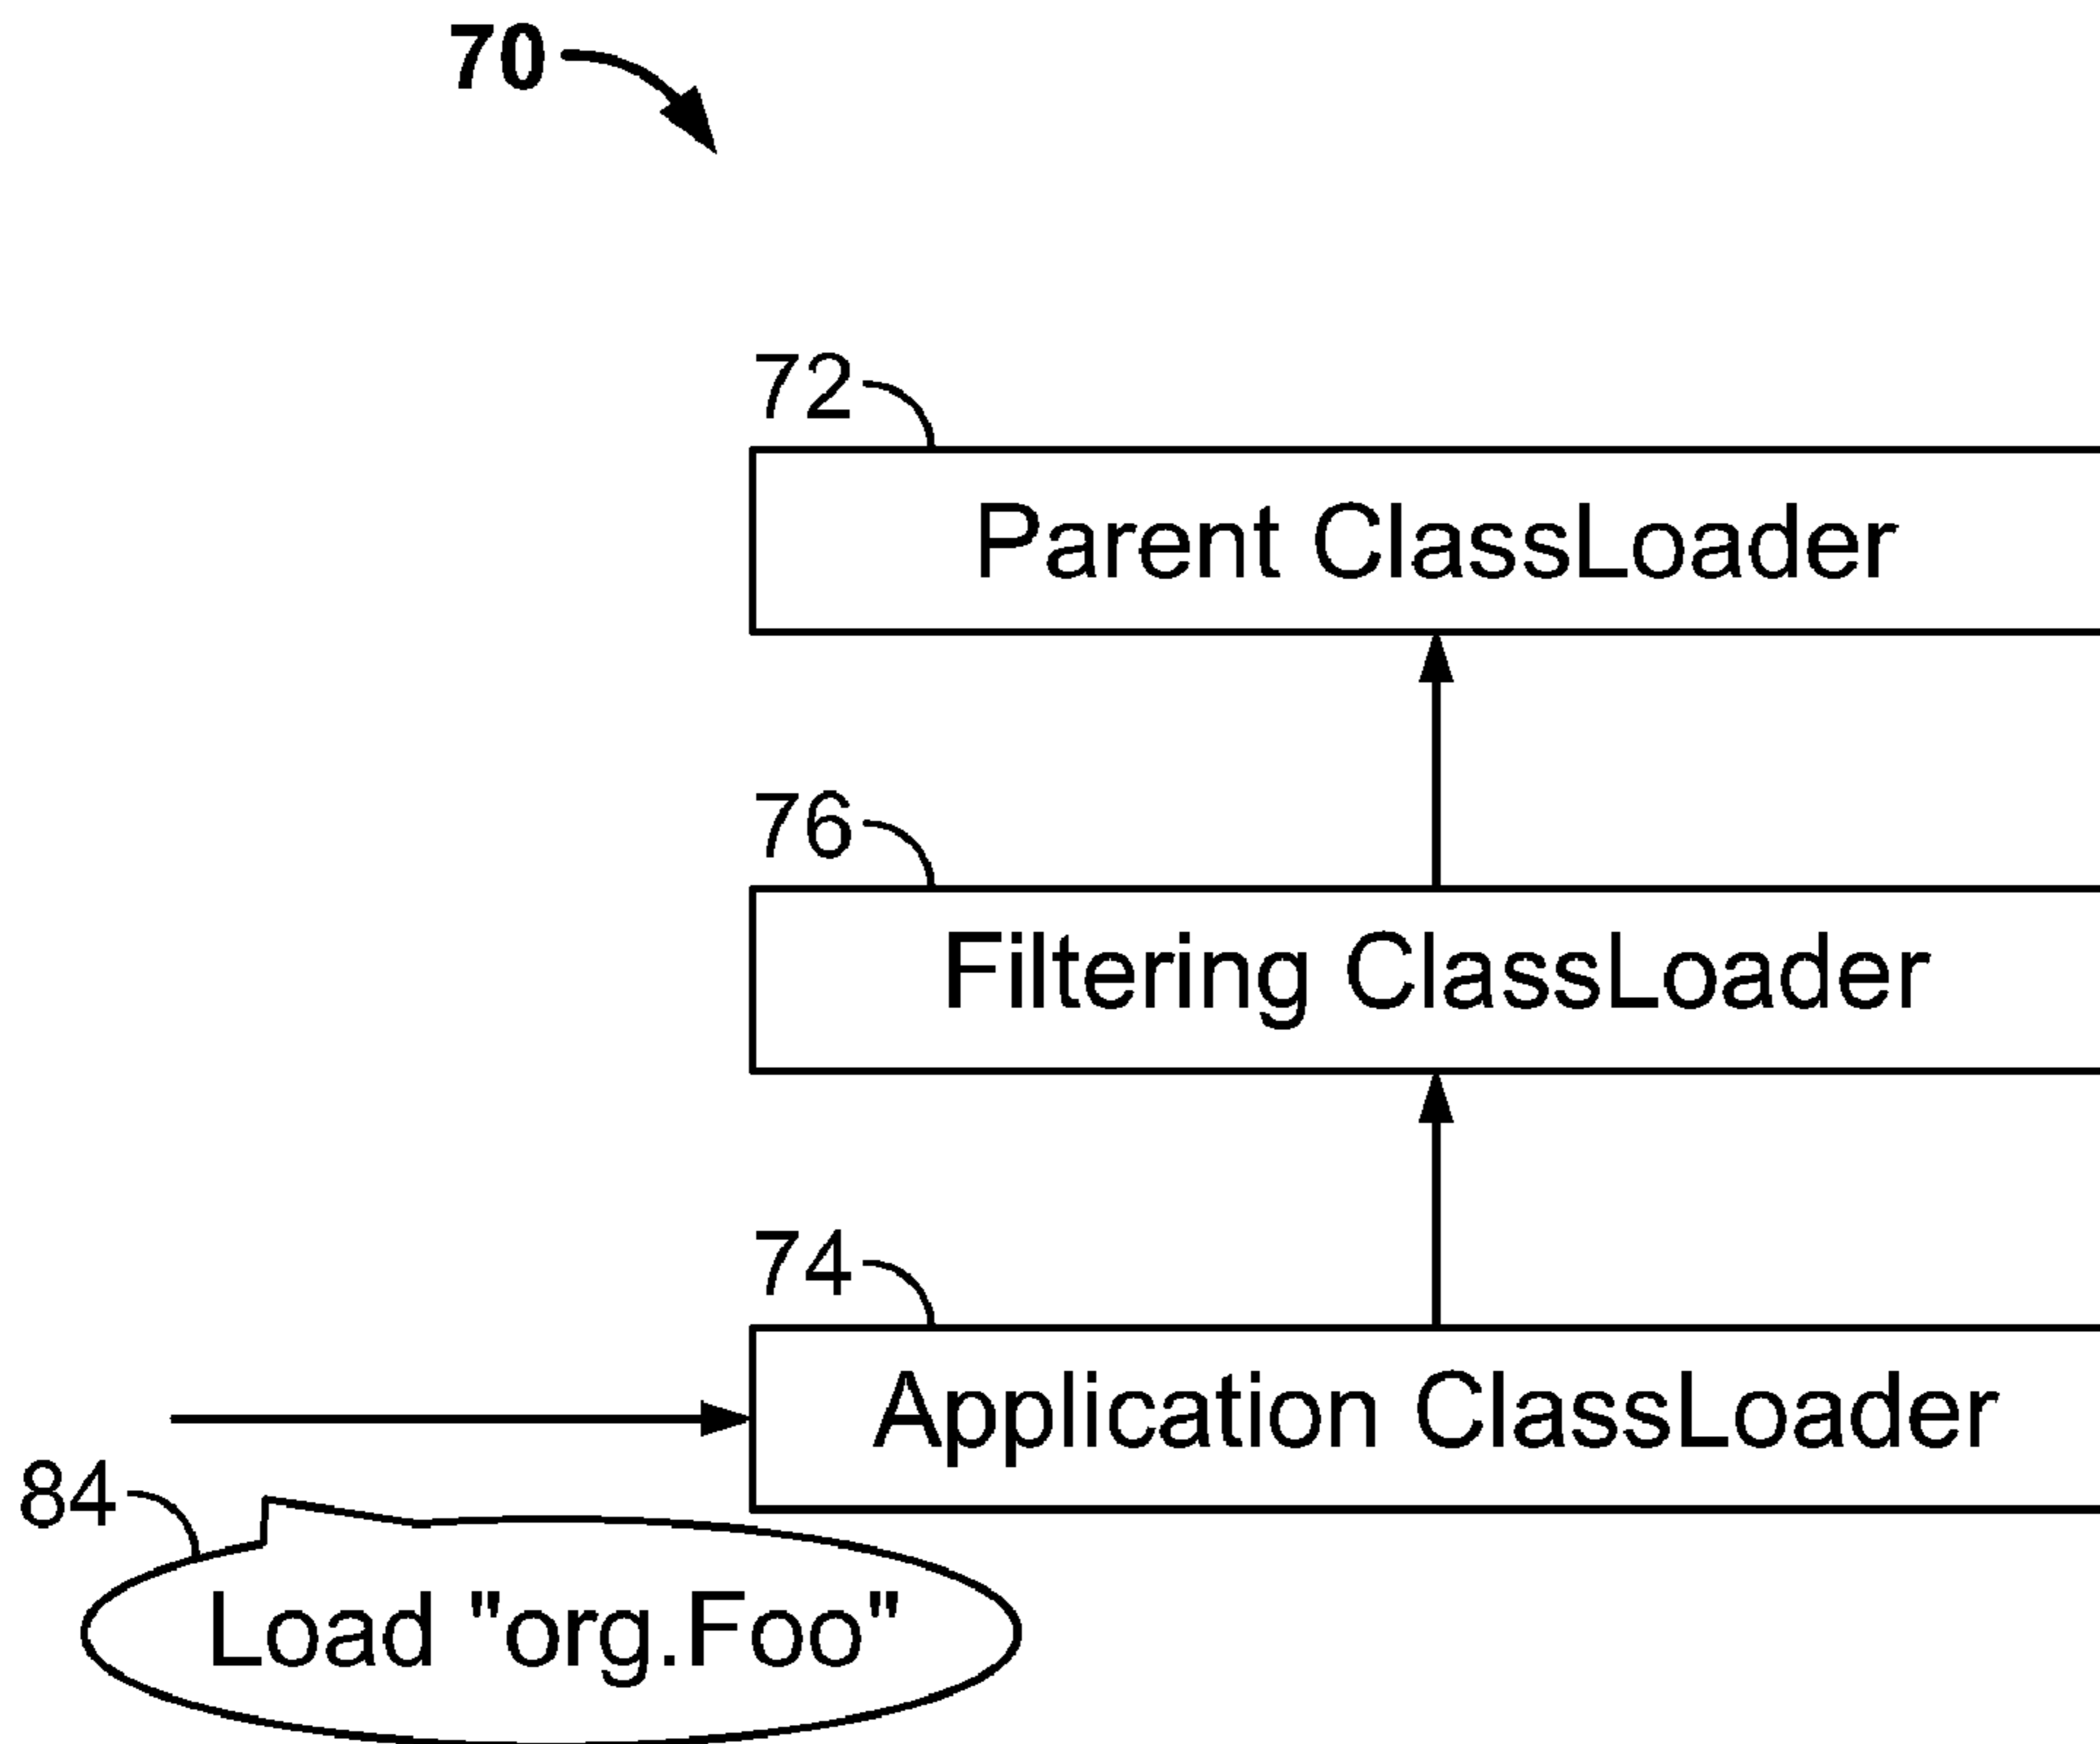 70
72
Parent ClassLoader
76
Filtering ClassLoader
74
Application ClassLoader
84
Load "org.Foo"